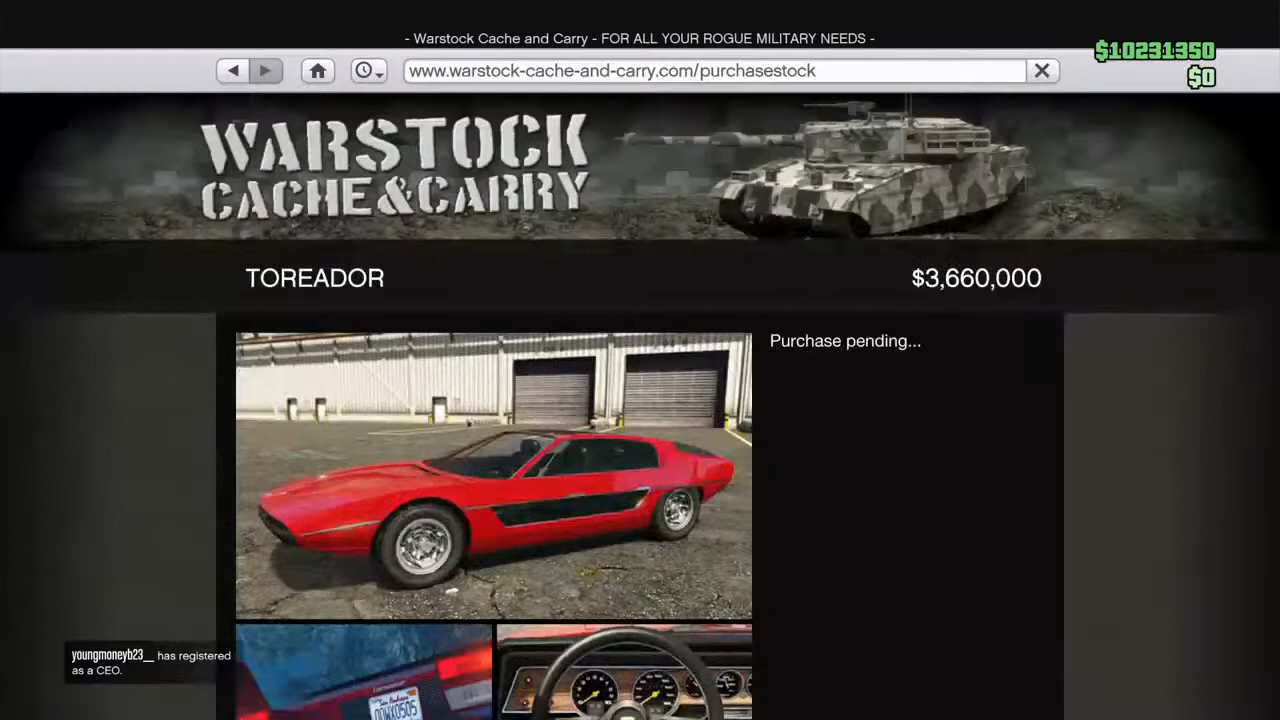 - Warstock Cache and Carry - FOR ALL YOUR ROGUE MILITARY NEEDS -
$10231350
www.warstock-cache-and-carry.com/purchasestock
$0
WARSTOCK
CACHE&CARRY
TOREADOR
$3,660,000
Purchase pending...
youngmoneyb23__ has registered
as a CEO.